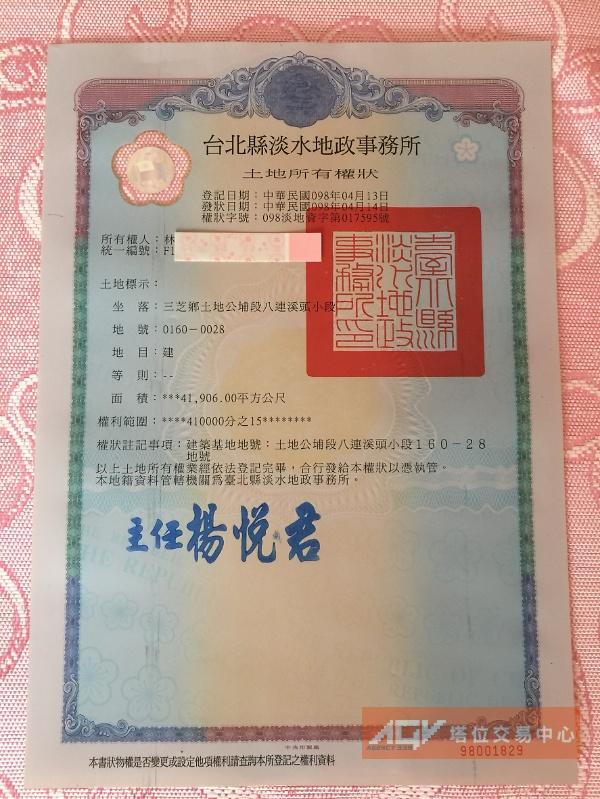 台北縣淡水地政事務所
土地所有權狀
登記日期：中華民國098年04月13日
發狀日期：中華民國098年04月14日
權狀字號：098淡地資字第017595號
所有權人：林
統一編號：F1
土地標示：
坐　落：三芝鄉土地公埔段八連溪頭小段
地　號：0160-0028
地　目：建
等　則：--
面　積：***41,906.00平方公尺
權利範圍：****410000分之15********
權狀註記事項：建築基地地號：土地公埔段八連溪頭小段160-28
地號
以上土地所有權業經依法登記完畢，合行發給本權狀以憑執管。
本地籍資料管轄機關為臺北縣淡水地政事務所。
臺北縣
淡水地政
事務所印
主任楊悅君
AGV 塔位交易中心
AGENCY 338
98001829
中央印製廠
本書狀物權是否變更或設定他項權利請查詢本所登記之權利資料